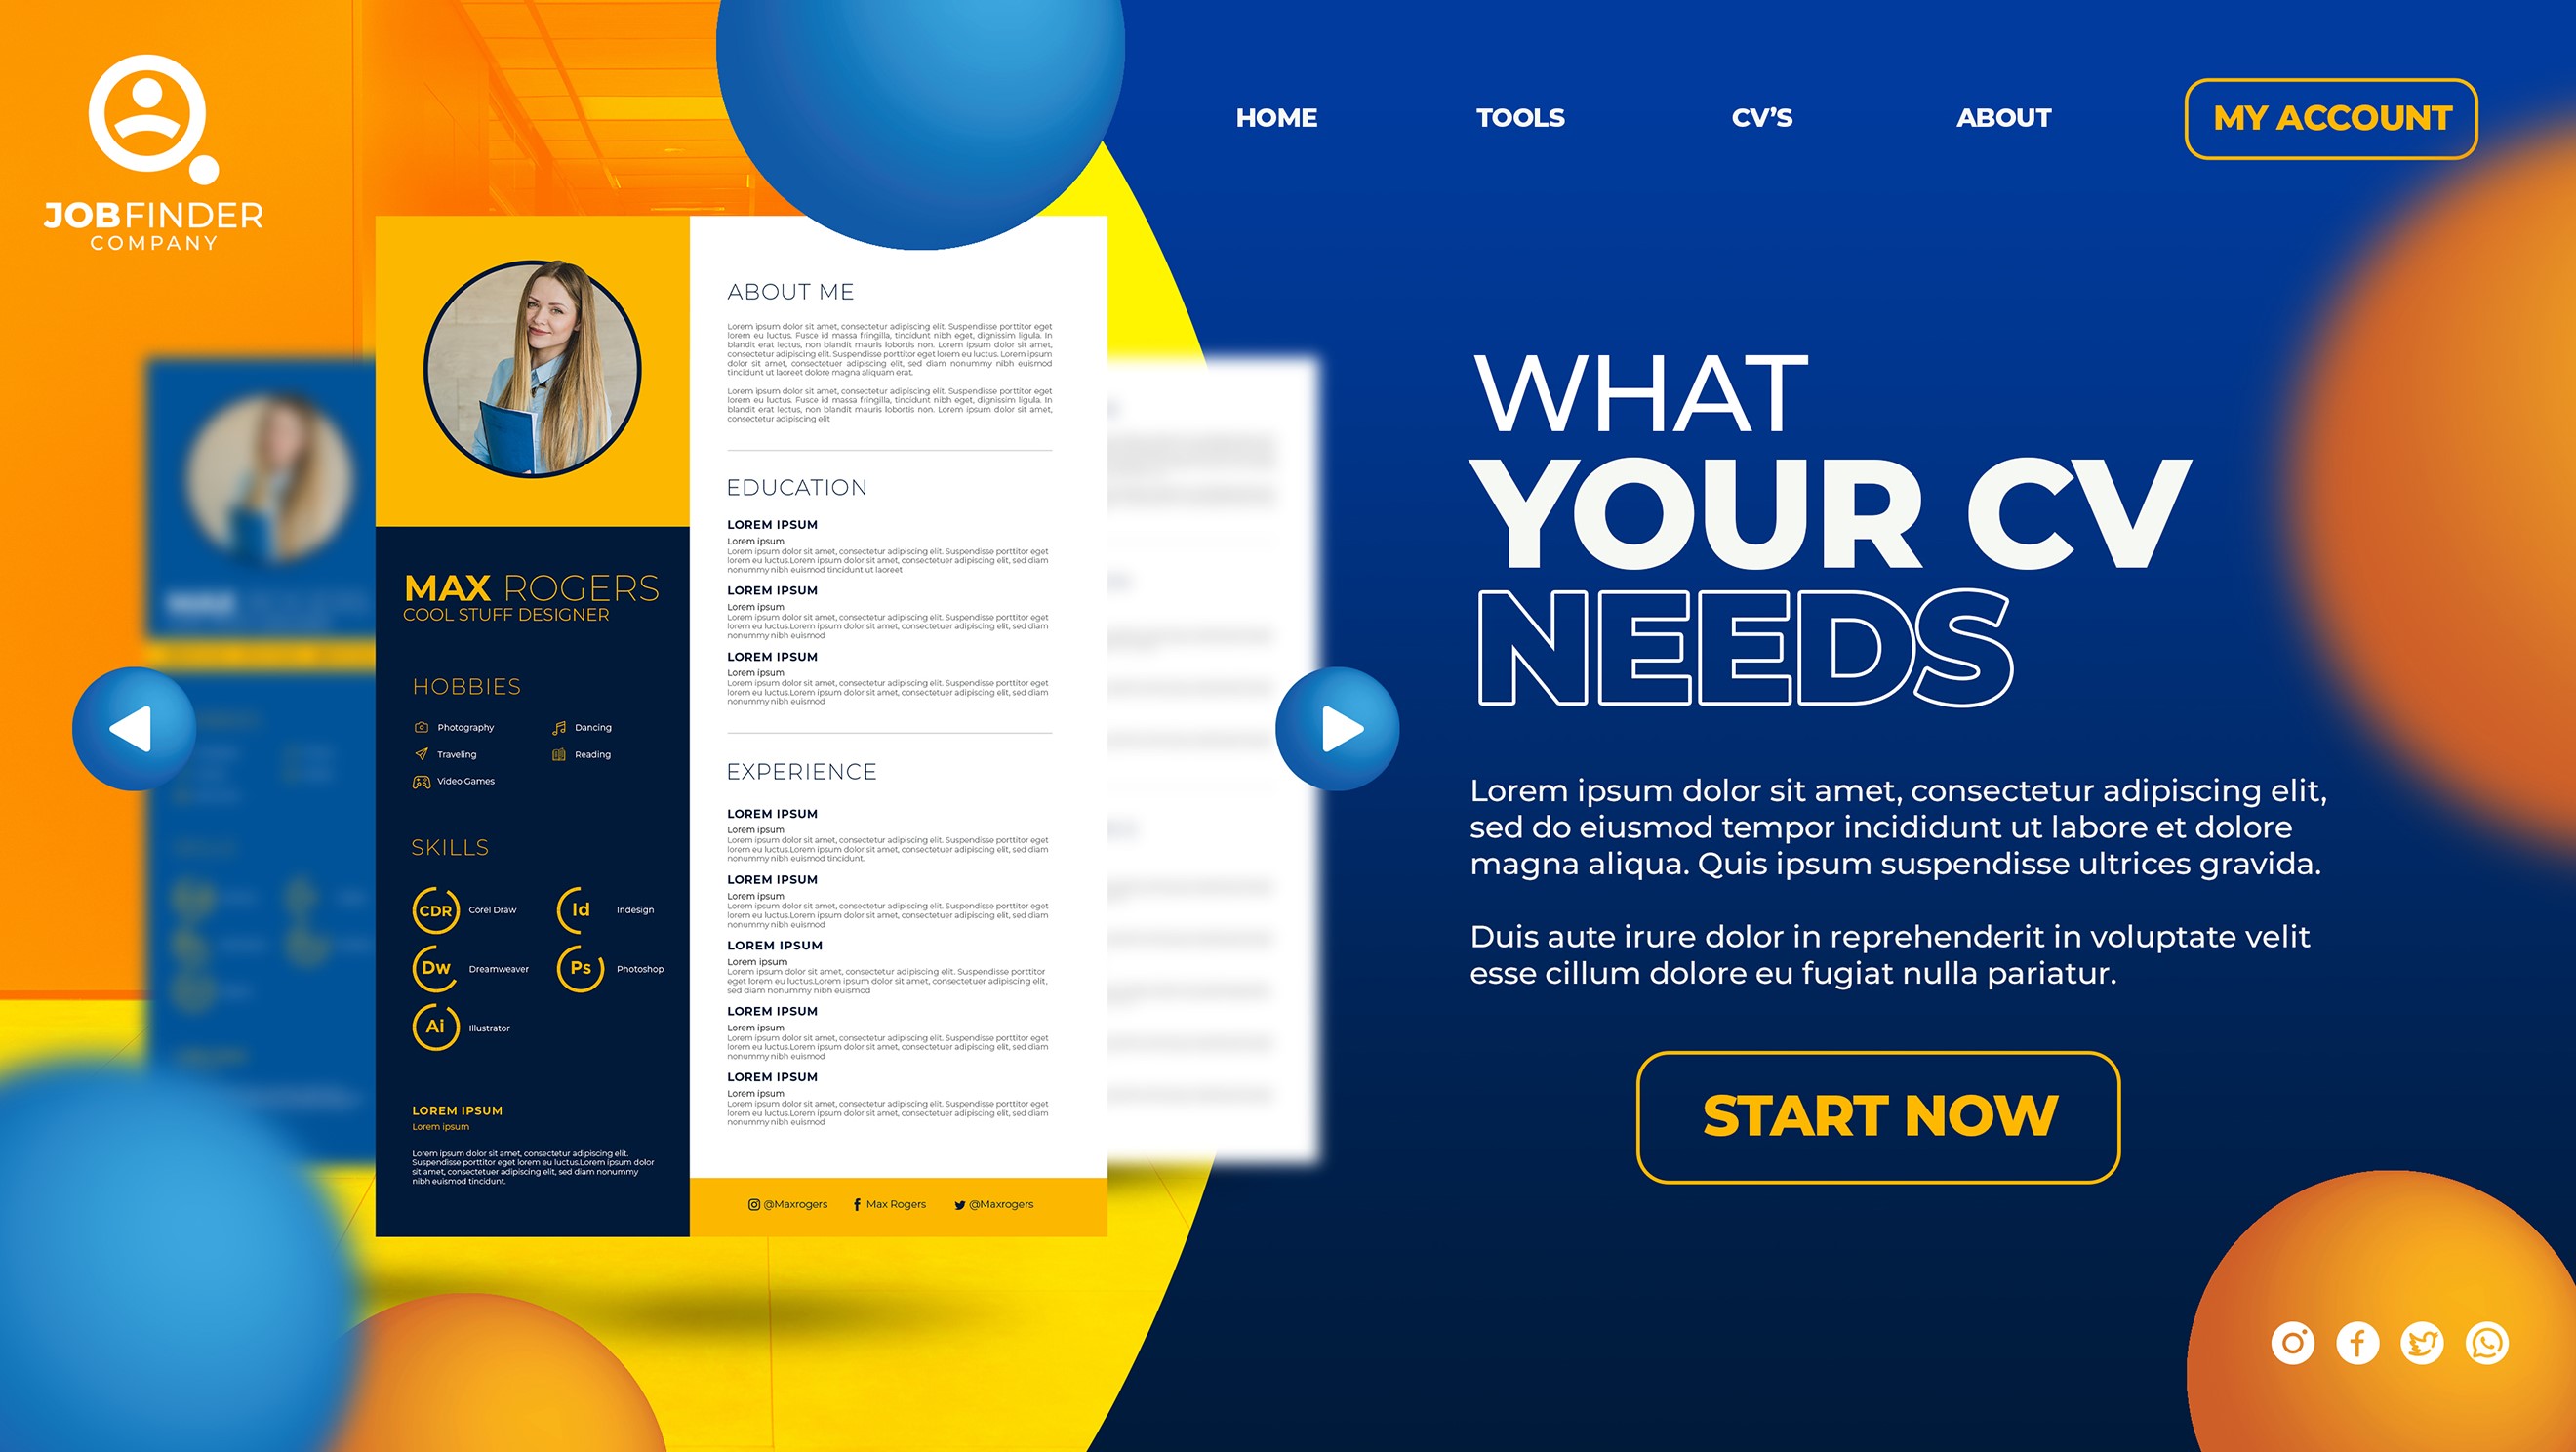 JOBFINDER
COMPANY
HOME
TOOLS
CV'S
ABOUT
MY ACCOUNT
MAX ROGERS
COOL STUFF DESIGNER
HOBBIES
Photography
Dancing
Traveling
Reading
Video Games
SKILLS
CDR
Corel Draw
Id
Indesign
Dw
Dreamweaver
Ps
Photoshop
Ai
Illustrator
LOREM IPSUM
Lorem ipsum
Lorem ipsum dolor sit amet, consectetur adipiscing elit.
Suspendisse porttitor eget lorem eu luctus.Lorem ipsum dolor
sit amet, consectetuer adipiscing elit, sed diam nonummy
nibh euismod tincidunt.
ABOUT ME
Lorem ipsum dolor sit amet, consectetur adipiscing elit. Suspendisse porttitor eget
lorem eu luctus. Fusce id massa fringilla, tincidunt nibh eget, dignissim ligula. In
blandit erat lectus, non blandit mauris lobortis non. Lorem ipsum dolor sit amet,
consectetur adipiscing elit. Suspendisse porttitor eget lorem eu luctus. Lorem ipsum
dolor sit amet, consectetuer adipiscing elit, sed diam nonummy nibh euismod
tincidunt ut laoreet dolore magna aliquam erat.
Lorem ipsum dolor sit amet, consectetur adipiscing elit. Suspendisse porttitor eget
lorem eu luctus. Fusce id massa fringilla, tincidunt nibh eget, dignissim ligula. In
blandit erat lectus, non blandit mauris lobortis non. Lorem ipsum dolor sit amet,
consectetur adipiscing elit
EDUCATION
LOREM IPSUM
Lorem ipsum
Lorem ipsum dolor sit amet, consectetur adipiscing elit. Suspendisse porttitor eget
lorem eu luctus.Lorem ipsum dolor sit amet, consectetuer adipiscing elit, sed diam
nonummy nibh euismod tincidunt ut laoreet
LOREM IPSUM
Lorem ipsum
Lorem ipsum dolor sit amet, consectetur adipiscing elit. Suspendisse porttitor eget
lorem eu luctus.Lorem ipsum dolor sit amet, consectetuer adipiscing elit, sed diam
nonummy nibh euismod
LOREM IPSUM
Lorem ipsum
Lorem ipsum dolor sit amet, consectetur adipiscing elit. Suspendisse porttitor eget
lorem eu luctus.Lorem ipsum dolor sit amet, consectetuer adipiscing elit, sed diam
nonummy nibh euismod
EXPERIENCE
LOREM IPSUM
Lorem ipsum
Lorem ipsum dolor sit amet, consectetur adipiscing elit. Suspendisse porttitor eget
lorem eu luctus.Lorem ipsum dolor sit amet, consectetuer adipiscing elit, sed diam
nonummy nibh euismod tincidunt.
LOREM IPSUM
Lorem ipsum
Lorem ipsum dolor sit amet, consectetur adipiscing elit. Suspendisse porttitor eget
lorem eu luctus.Lorem ipsum dolor sit amet, consectetuer adipiscing elit, sed diam
nonummy nibh euismod
LOREM IPSUM
Lorem ipsum
Lorem ipsum dolor sit amet, consectetur adipiscing elit. Suspendisse porttitor
eget lorem eu luctus.Lorem ipsum dolor sit amet, consectetuer adipiscing elit,
sed diam nonummy nibh euismod
LOREM IPSUM
Lorem ipsum
Lorem ipsum dolor sit amet, consectetur adipiscing elit. Suspendisse porttitor eget
lorem eu luctus.Lorem ipsum dolor sit amet, consectetuer adipiscing elit, sed diam
nonummy nibh euismod
LOREM IPSUM
Lorem ipsum
Lorem ipsum dolor sit amet, consectetur adipiscing elit. Suspendisse porttitor eget
lorem eu luctus.Lorem ipsum dolor sit amet, consectetuer adipiscing elit, sed diam
nonummy nibh euismod
@Maxrogers
Max Rogers
@Maxrogers
WHAT
YOUR CV
NEEDS
Lorem ipsum dolor sit amet, consectetur adipiscing elit,
sed do eiusmod tempor incididunt ut labore et dolore
magna aliqua. Quis ipsum suspendisse ultrices gravida.
Duis aute irure dolor in reprehenderit in voluptate velit
esse cillum dolore eu fugiat nulla pariatur.
START NOW